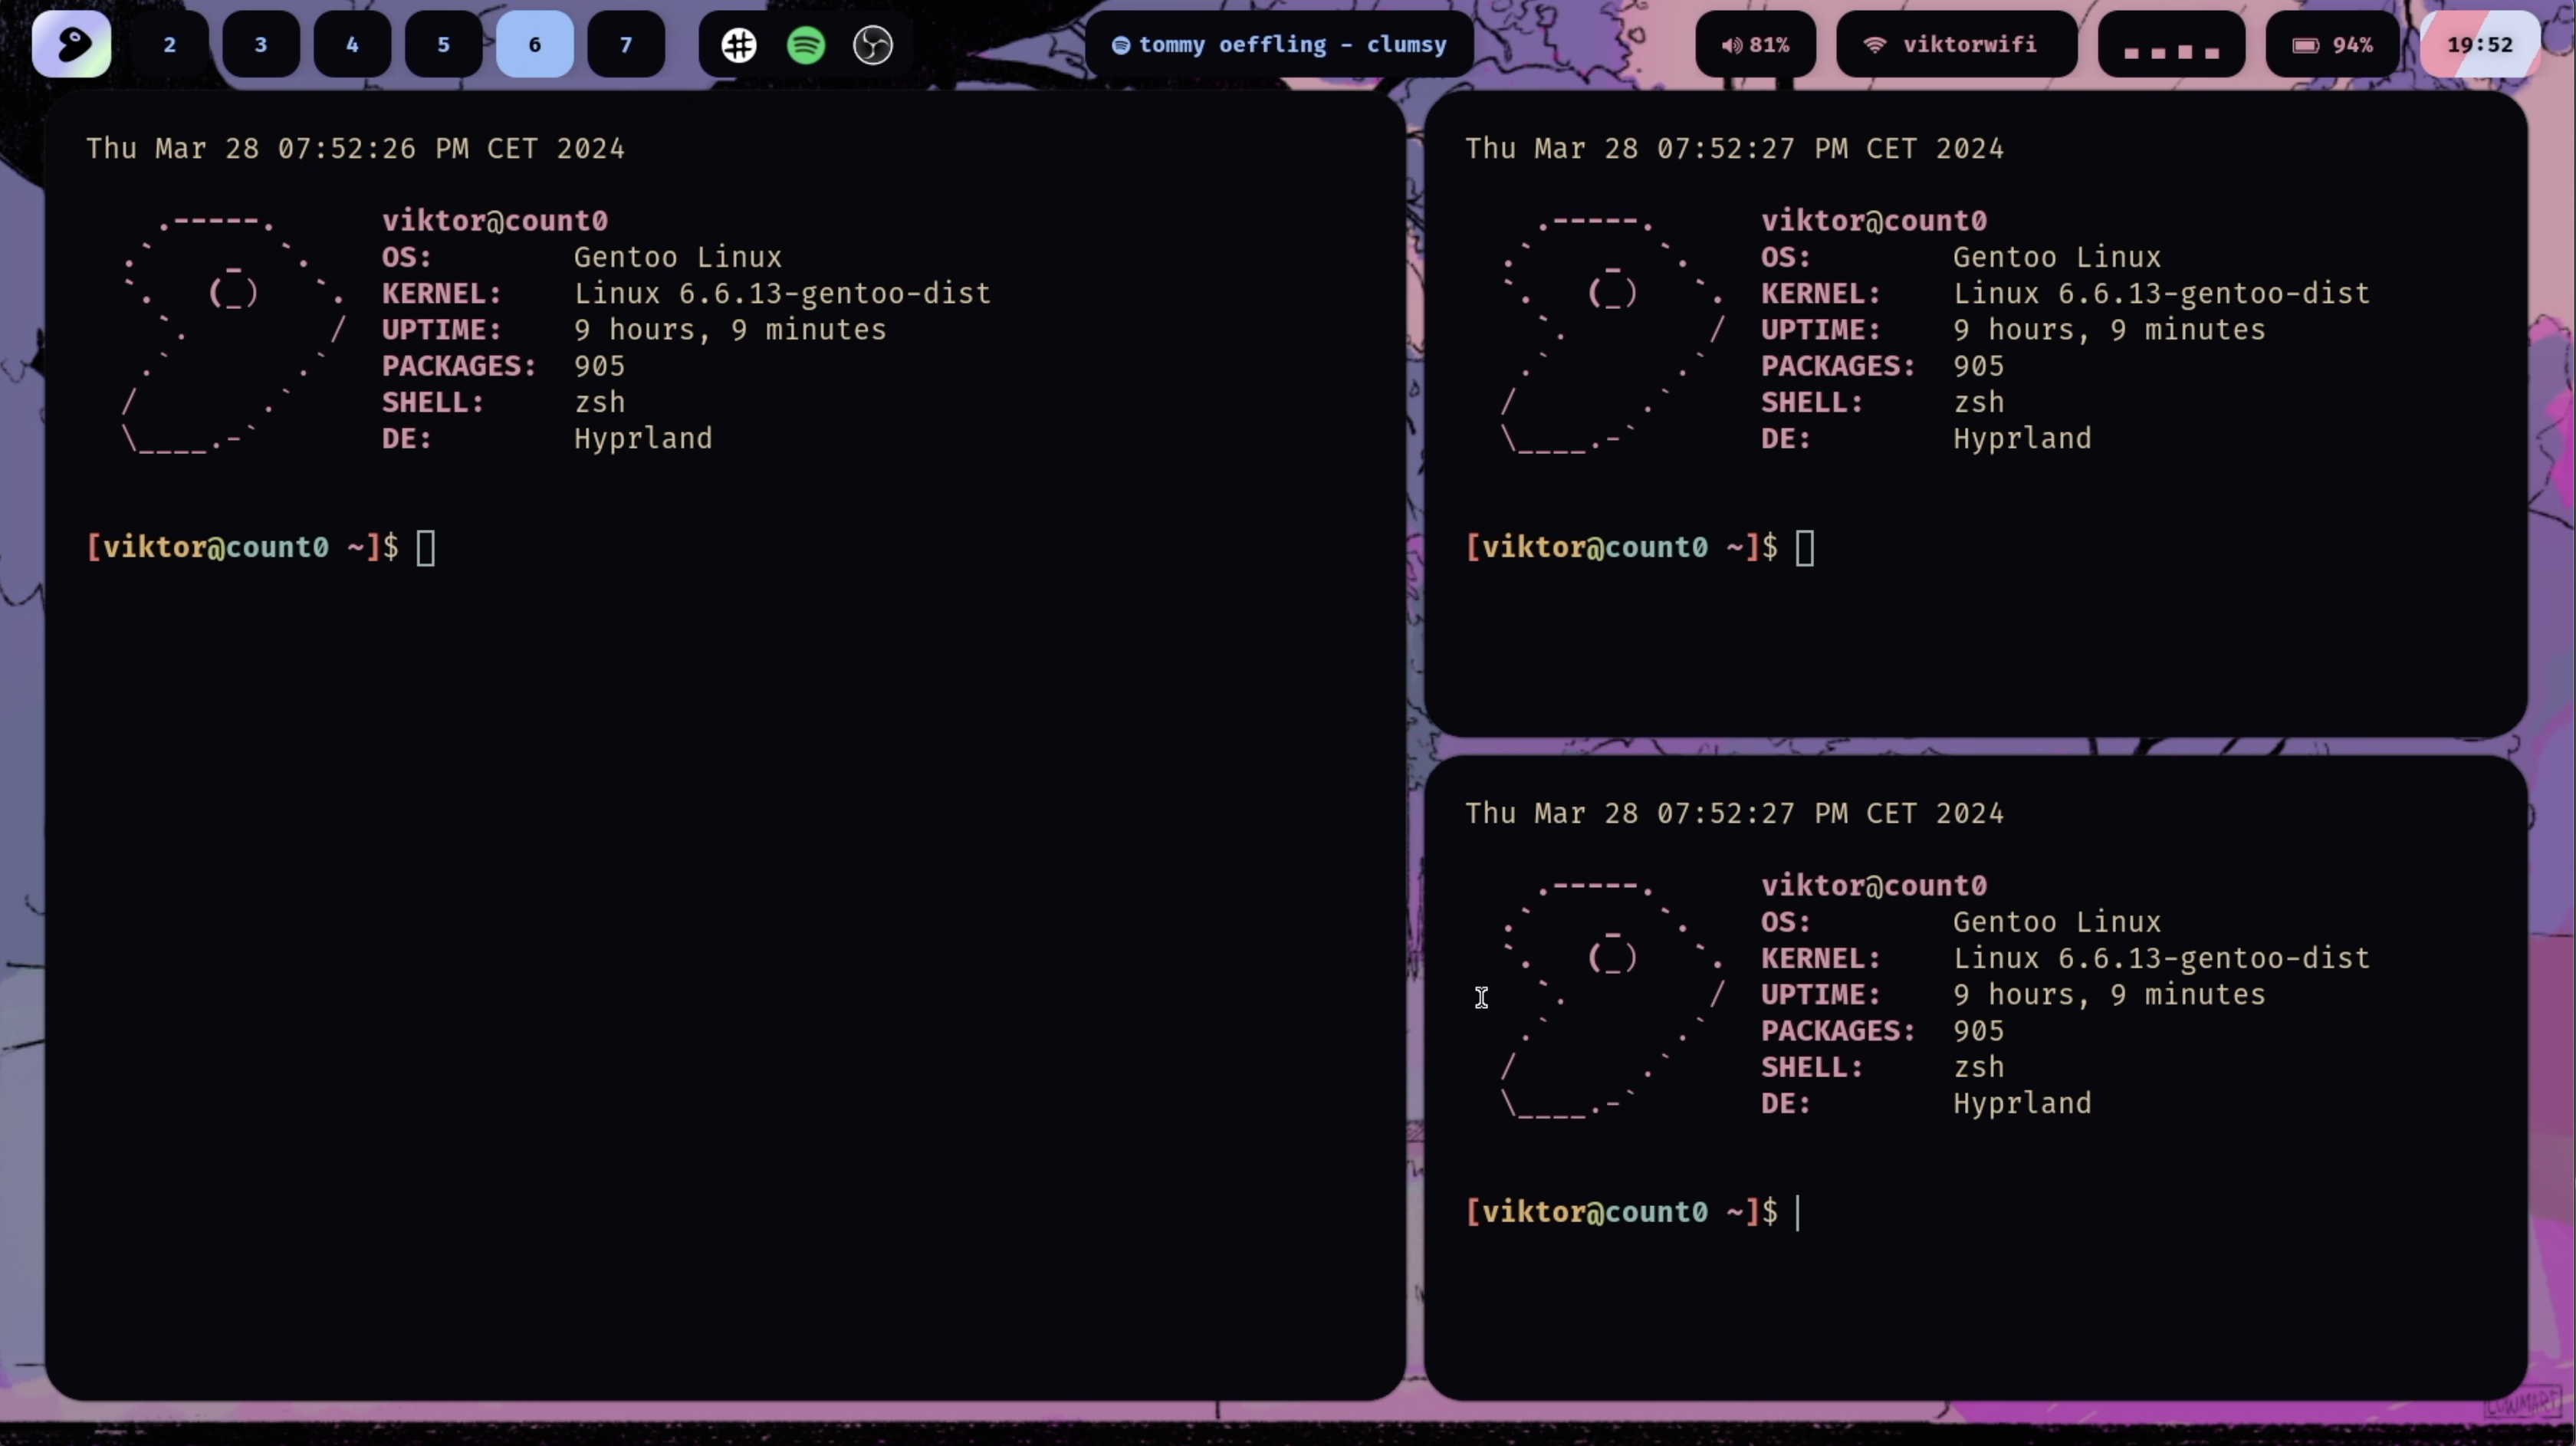 2 3 4 5 6 7
tommy oeffling - clumsy
81%
viktorwifi
94%
19:52
Thu Mar 28 07:52:26 PM CET 2024
viktor@count0
OS: Gentoo Linux
KERNEL: Linux 6.6.13-gentoo-dist
UPTIME: 9 hours, 9 minutes
PACKAGES: 905
SHELL: zsh
DE: Hyprland
[viktor@count0 ~]$
Thu Mar 28 07:52:27 PM CET 2024
viktor@count0
OS: Gentoo Linux
KERNEL: Linux 6.6.13-gentoo-dist
UPTIME: 9 hours, 9 minutes
PACKAGES: 905
SHELL: zsh
DE: Hyprland
[viktor@count0 ~]$
Thu Mar 28 07:52:27 PM CET 2024
viktor@count0
OS: Gentoo Linux
KERNEL: Linux 6.6.13-gentoo-dist
UPTIME: 9 hours, 9 minutes
PACKAGES: 905
SHELL: zsh
DE: Hyprland
[viktor@count0 ~]$